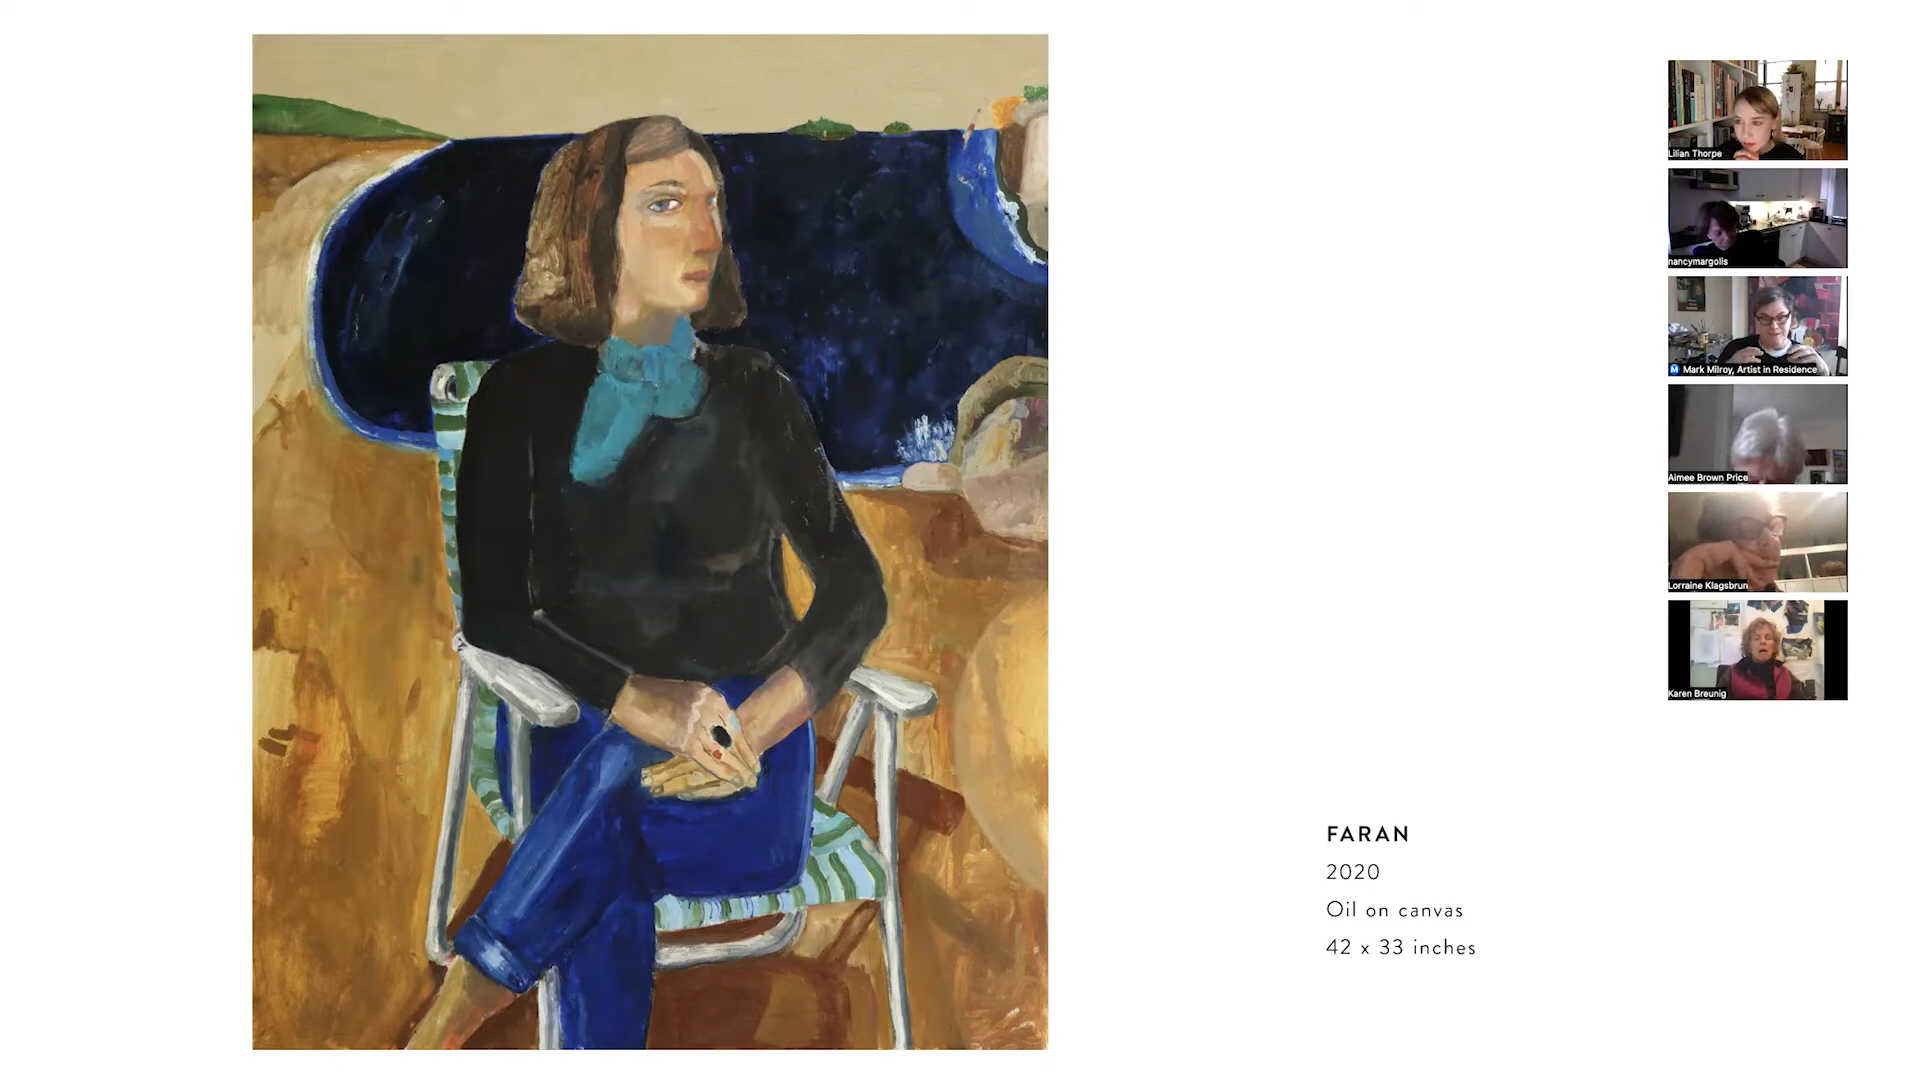 Lilian Thorpe
nancymargolis
M Mark Milroy, Artist in Residence
Aimee Brown Price
Lorraine Klagsbrun
Karen Breunig
FARAN
2020
Oil on canvas
42 x 33 inches